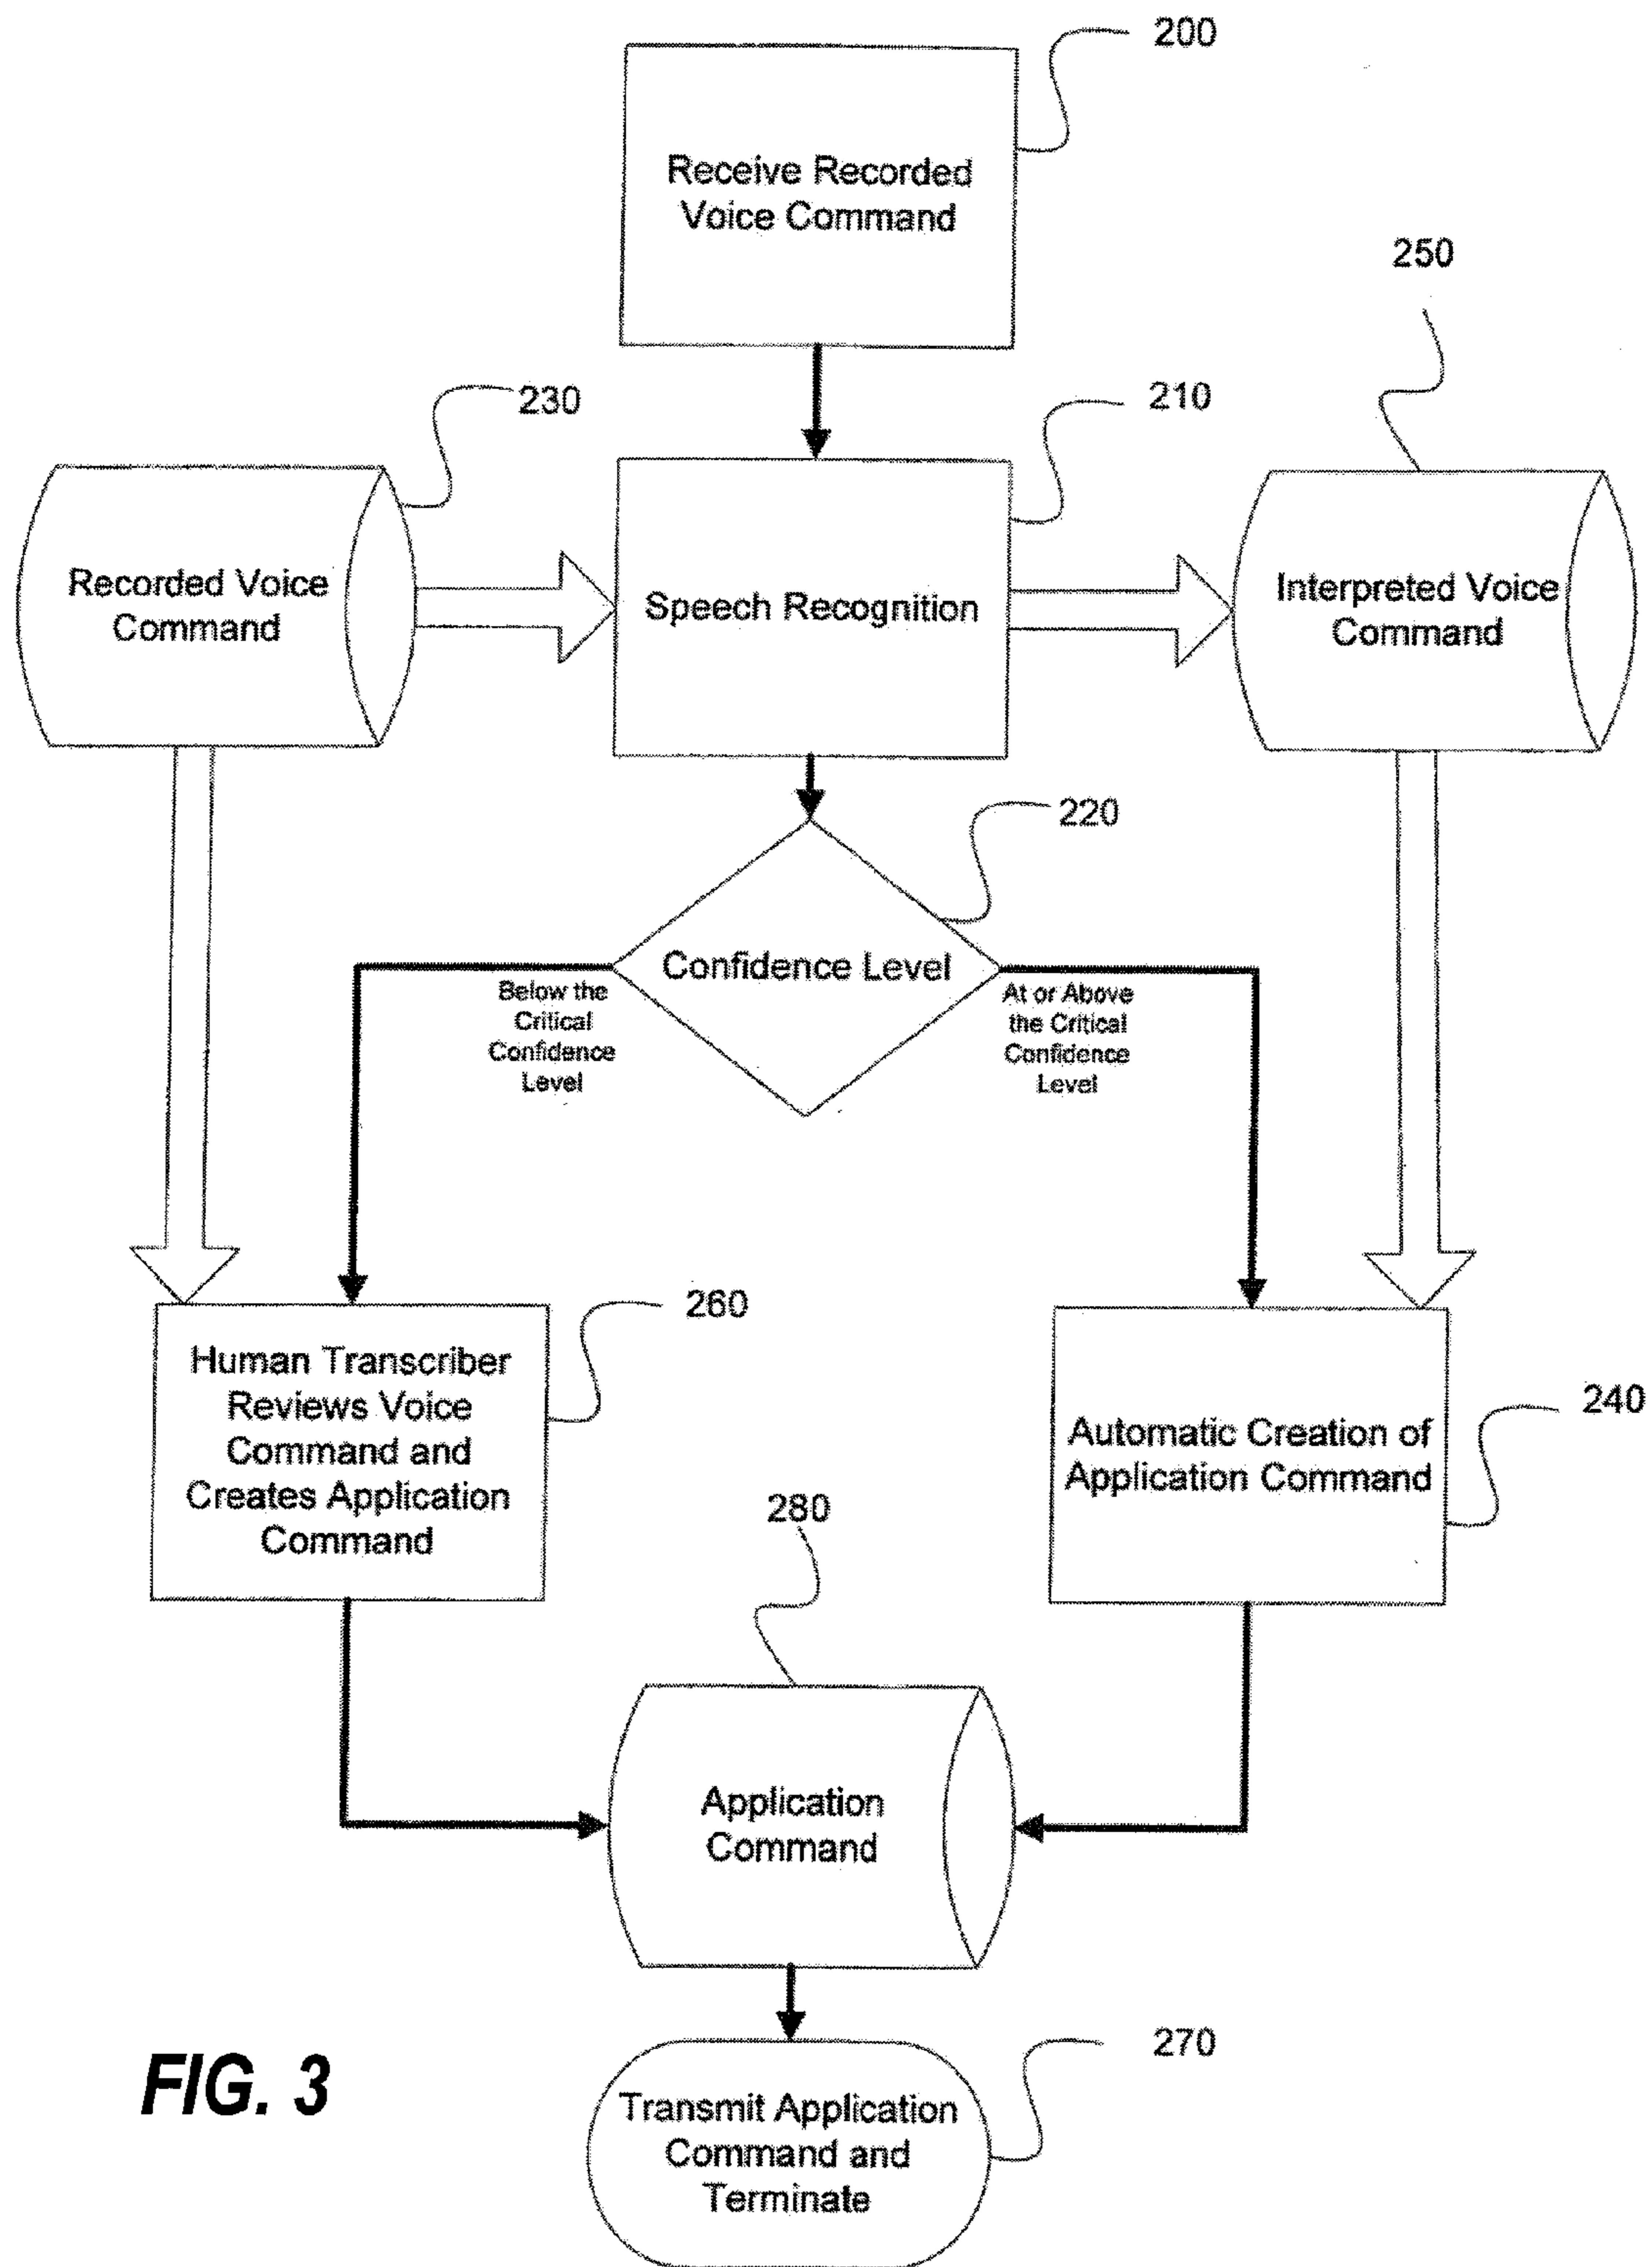 200
Receive Recorded
Voice Command
250
230
210
Recorded Voice
Command
Speech Recognition
Interpreted Voice
Command
220
Confidence Level
Below the
Critical
Confidence
Level
At or Above
the Critical
Confidence
Level
260
Human Transcriber
Reviews Voice
Command and
Creates Application
Command
240
Automatic Creation of
Application Command
280
Application
Command
270
Transmit Application
Command and
Terminate
FIG. 3